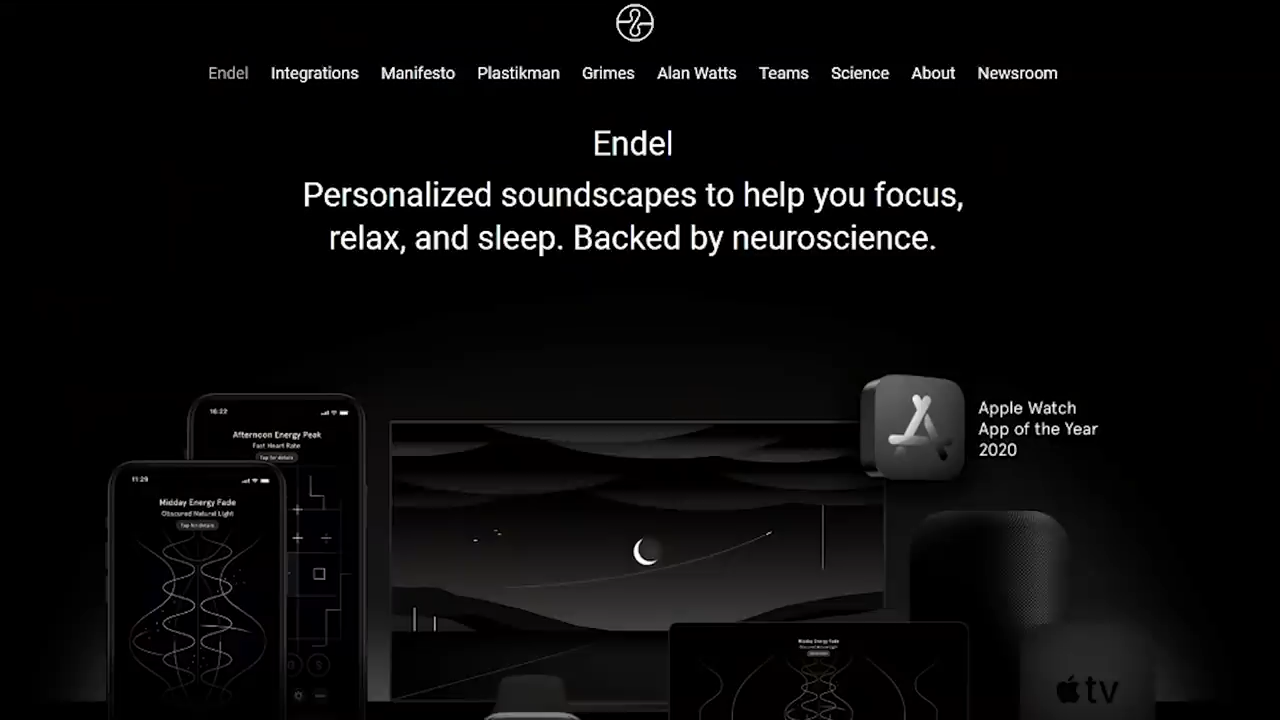 Endel Integrations Manifesto Plastikman Grimes Alan Watts Teams Science About Newsroom
Endel
Personalized soundscapes to help you focus,
relax, and sleep. Backed by neuroscience.
Apple Watch
App of the Year
2020
16:22
Afternoon Energy Peak
Fast Heart Rate
Tap for details
11:29
Midday Energy Fade
Obscured Natural Light
Tap for details
Midday Energy Fade
tv